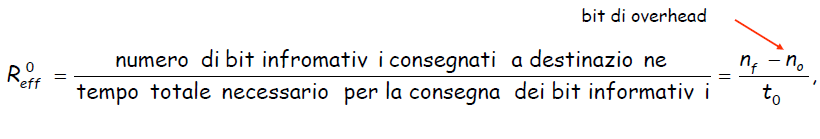 bit di overhead
R⁰eff = numero di bit infromativ i consegnati a destinazio ne / tempo totale necessario per la consegna dei bit informativ i = nf − no / t0 ,